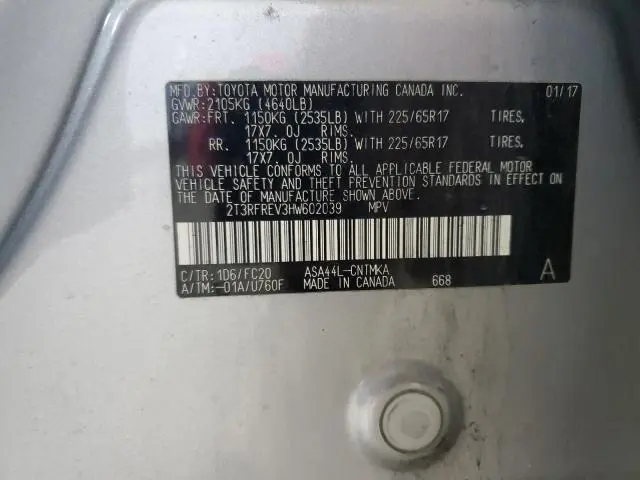 MFD.BY:TOYOTA MOTOR MANUFACTURING CANADA INC. 01/17
GVWR:2105KG (4640LB)
GAWR:FRT. 1150KG (2535LB) WITH 225/65R17 TIRES,
17X7.0J RIMS.
RR. 1150KG (2535LB) WITH 225/65R17 TIRES,
17X7.0J RIMS.
THIS VEHICLE CONFORMS TO ALL APPLICABLE FEDERAL MOTOR
VEHICLE SAFETY AND THEFT PREVENTION STANDARDS IN EFFECT ON
THE DATE OF MANUFACTURE SHOWN ABOVE.
2T3RFREV3HW602039 MPV
C/TR:1D6/FC20 ASA44L-CNTMKA
A/TM:-01A/U760F MADE IN CANADA 668 A